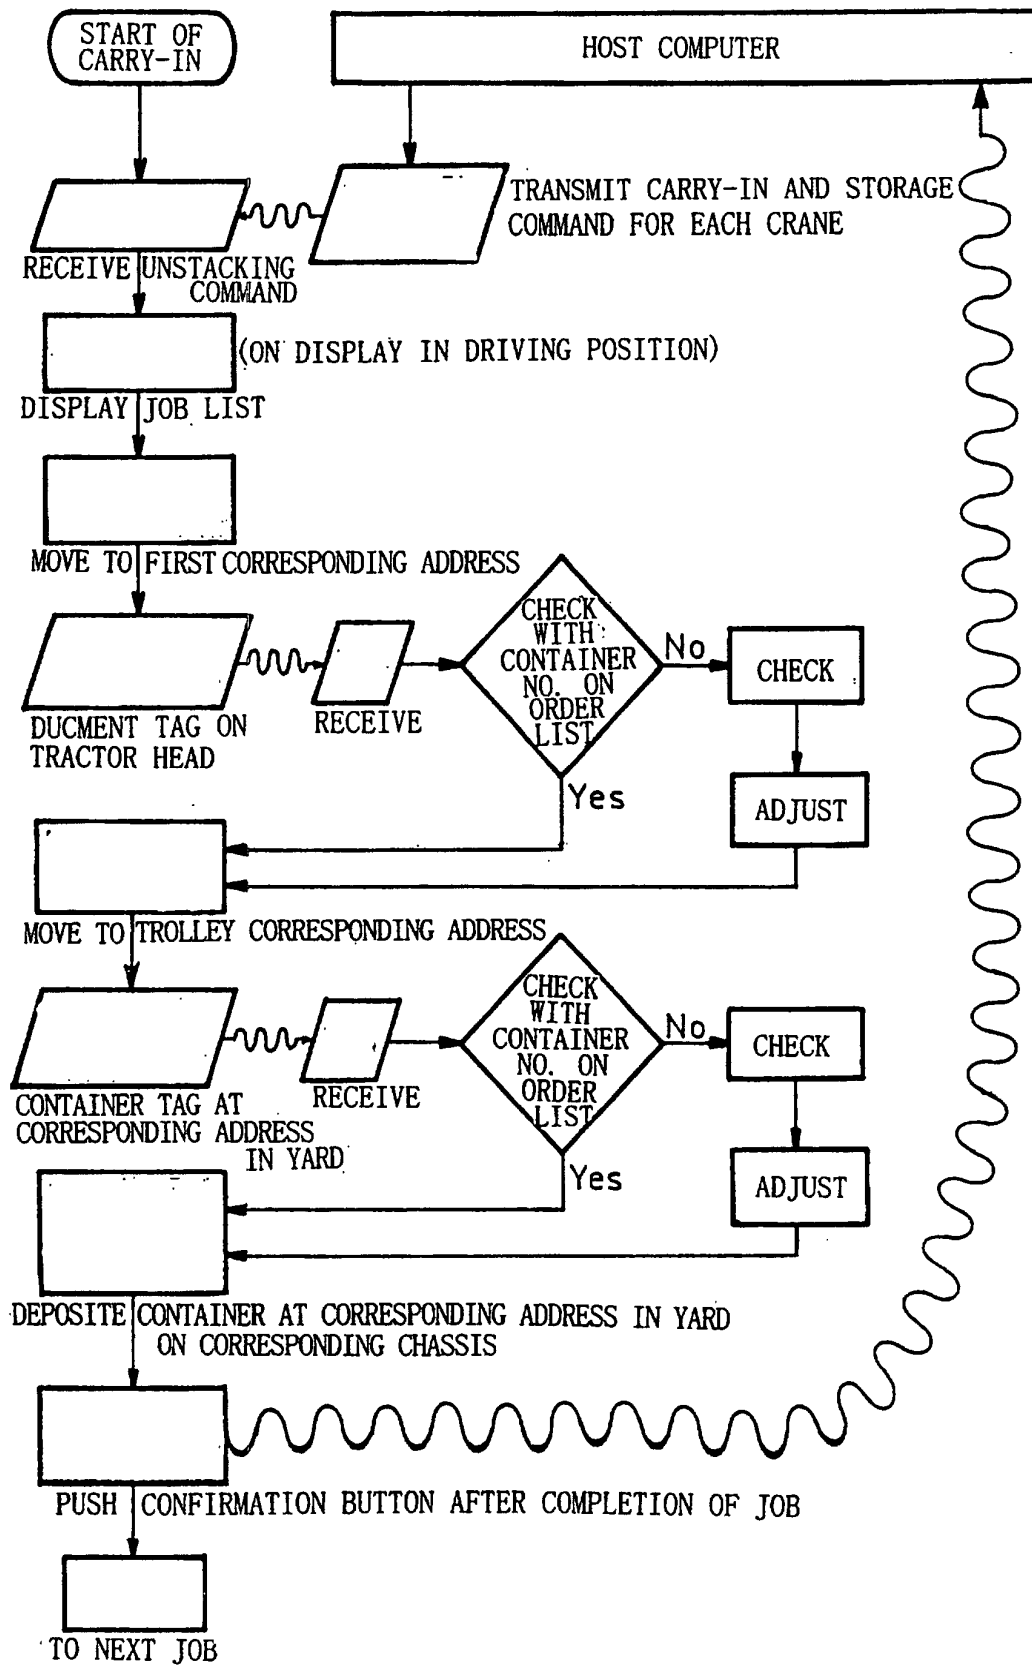 START OF
CARRY-IN
HOST COMPUTER
TRANSMIT CARRY-IN AND STORAGE
COMMAND FOR EACH CRANE
RECEIVE UNSTACKING
COMMAND
(ON DISPLAY IN DRIVING POSITION)
DISPLAY JOB LIST
MOVE TO FIRST CORRESPONDING ADDRESS
CHECK
WITH
CONTAINER
NO. ON
ORDER
LIST
No
CHECK
DUCMENT TAG ON
TRACTOR HEAD
RECEIVE
Yes
ADJUST
MOVE TO TROLLEY CORRESPONDING ADDRESS
CHECK
WITH
CONTAINER
NO. ON
ORDER
LIST
No
CHECK
CONTAINER TAG AT
CORRESPONDING ADDRESS
IN YARD
RECEIVE
Yes
ADJUST
DEPOSITE CONTAINER AT CORRESPONDING ADDRESS IN YARD
ON CORRESPONDING CHASSIS
PUSH CONFIRMATION BUTTON AFTER COMPLETION OF JOB
TO NEXT JOB